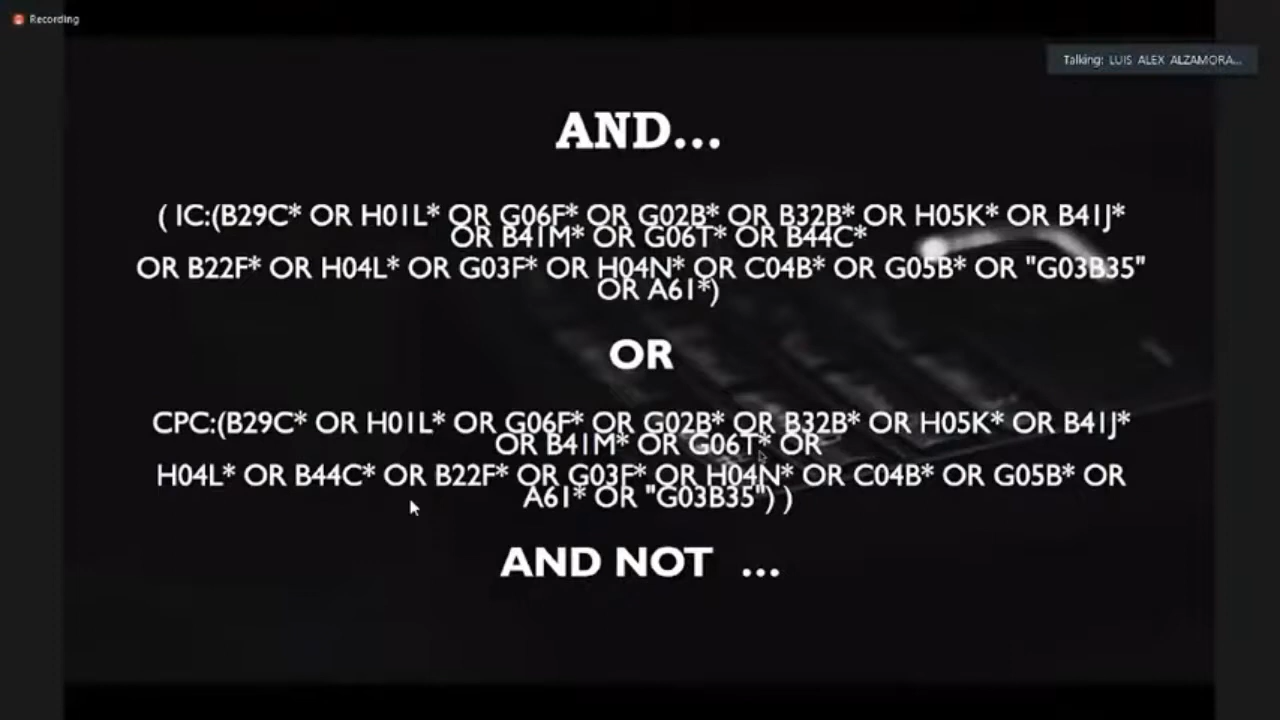 Recording
Talking: LUIS ALEX ALZAMORA...
AND...
( IC:(B29C* OR H01L* OR G06F* OR G02B* OR B32B* OR H05K* OR B41J*
OR B41M* OR G06T* OR B44C*
OR B22F* OR H04L* OR G03F* OR H04N* OR C04B* OR G05B* OR "G03B35"
OR A61*)
OR
CPC:(B29C* OR H01L* OR G06F* OR G02B* OR B32B* OR H05K* OR B41J*
OR B41M* OR G06T* OR
H04L* OR B44C* OR B22F* OR G03F* OR H04N* OR C04B* OR G05B* OR
A61* OR "G03B35") )
AND NOT ...